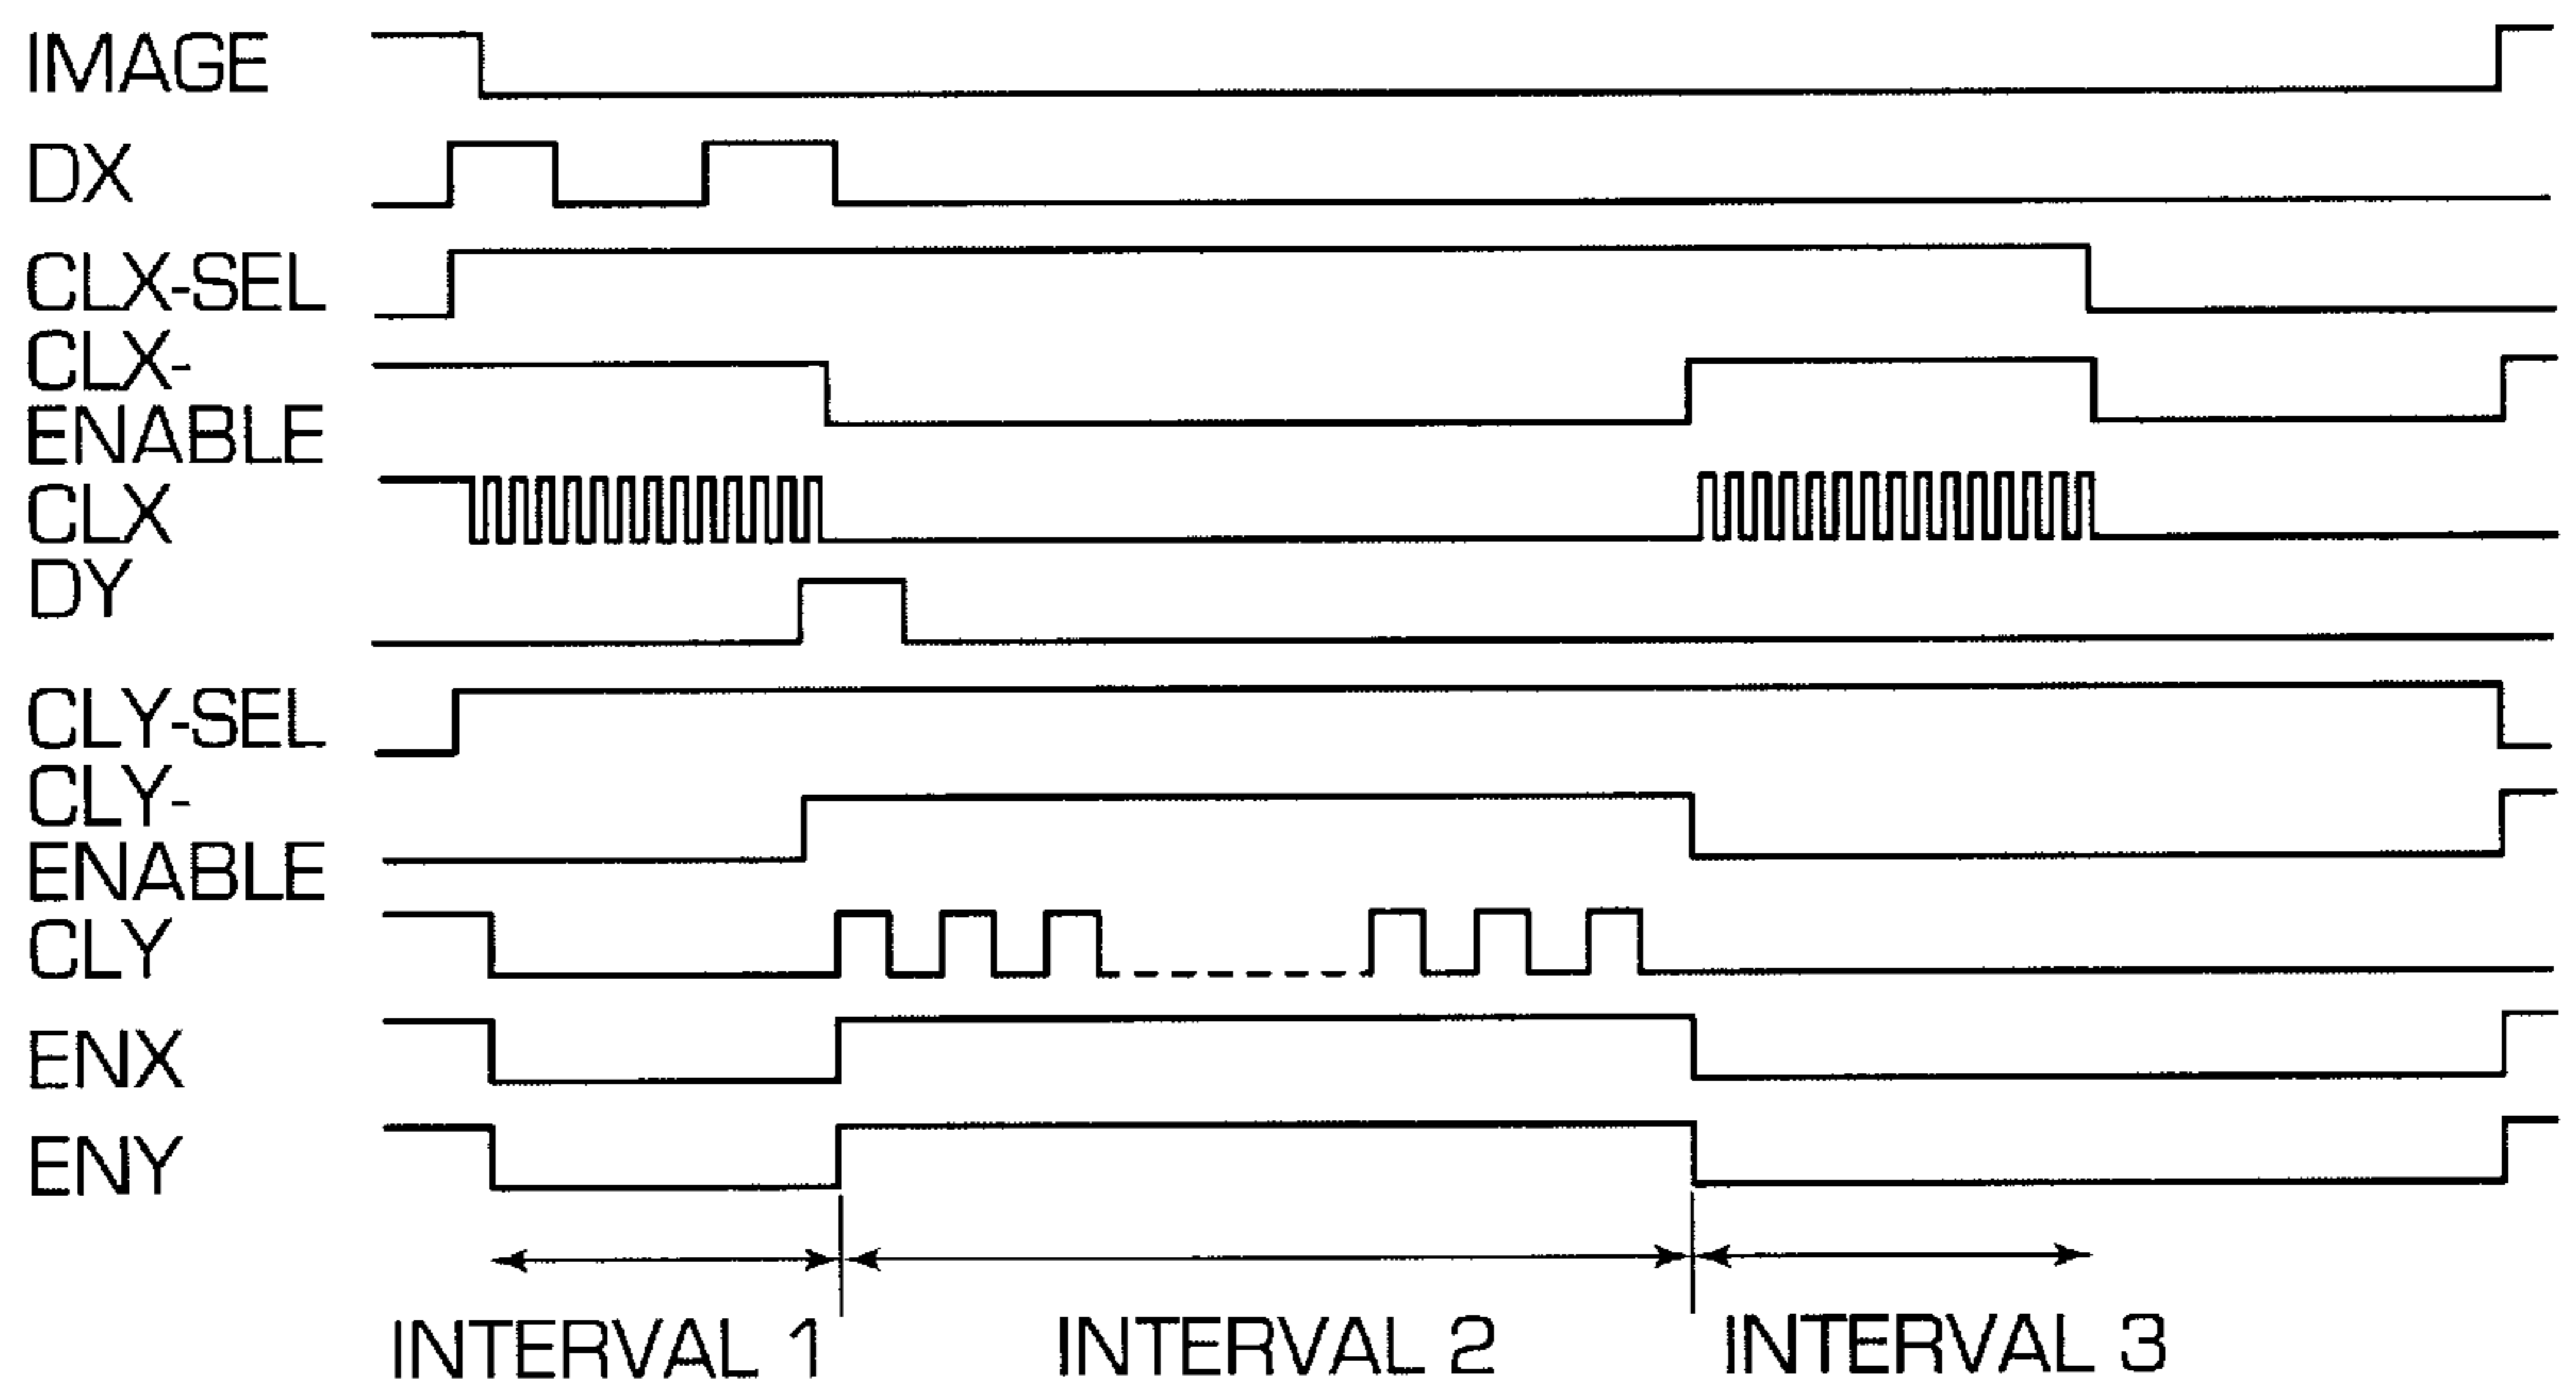 IMAGE
DX
CLX-SEL
CLX-
ENABLE
CLX
DY
CLY-SEL
CLY-
ENABLE
CLY
ENX
ENY
INTERVAL 1
INTERVAL 2
INTERVAL 3